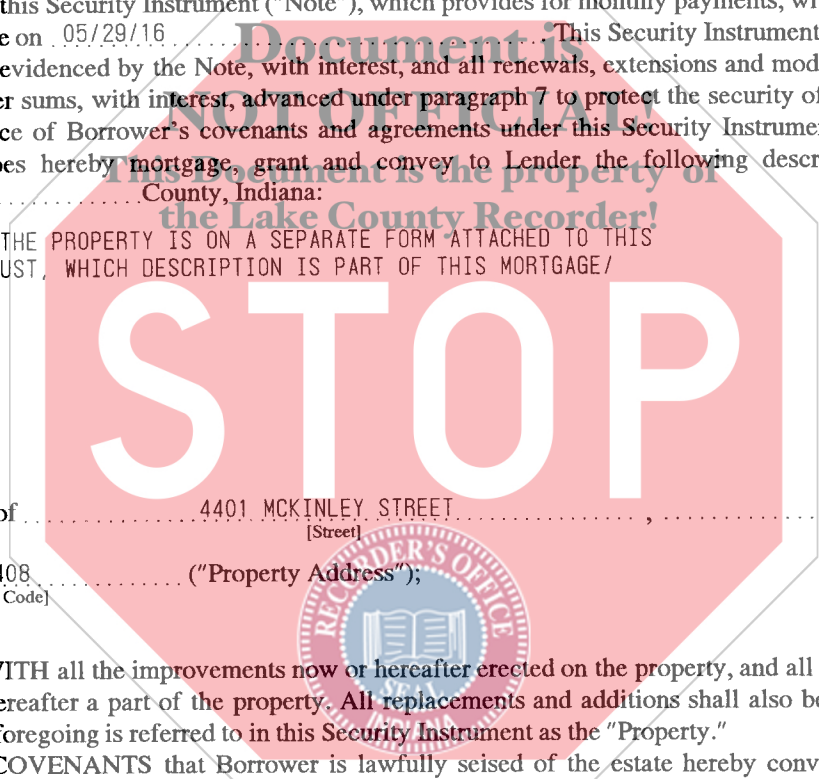 this Security Instrument ("Note"), which provides for monthly payments, wi
e on 05/29/16 This Security Instrument
evidenced by the Note, with interest, and all renewals, extensions and mod
er sums, with interest, advanced under paragraph 7 to protect the security of
ce of Borrower's covenants and agreements under this Security Instrume
oes hereby mortgage, grant and convey to Lender the following descr
County, Indiana:
Document is
NOT OFFICIAL!
This Document is the property of
the Lake County Recorder!
THE PROPERTY IS ON A SEPARATE FORM ATTACHED TO THIS
UST, WHICH DESCRIPTION IS PART OF THIS MORTGAGE/
STOP
of 4401 MCKINLEY STREET ,
[Street]
408 ("Property Address");
Code]
RECORDER'S OFFICE
SEAL
INDIANA
WITH all the improvements now or hereafter erected on the property, and all
ereafter a part of the property. All replacements and additions shall also be
foregoing is referred to in this Security Instrument as the "Property."
COVENANTS that Borrower is lawfully seised of the estate hereby conv